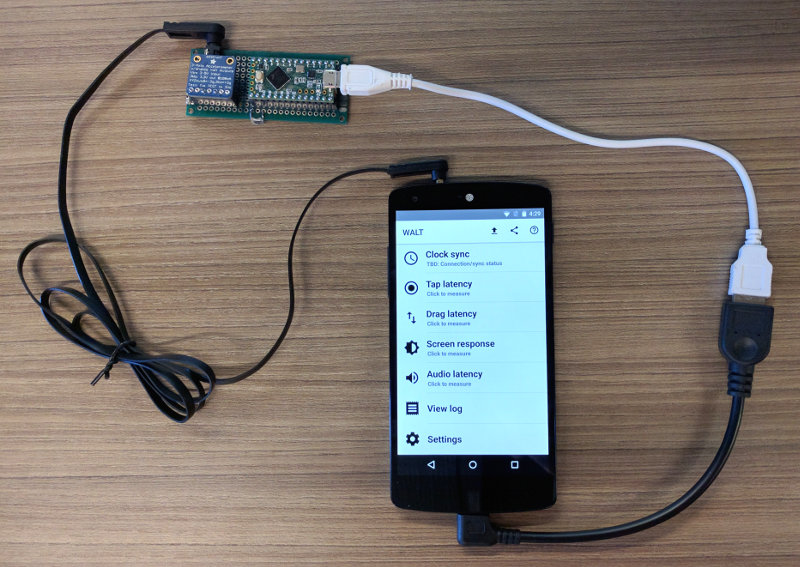 4:29
WALT
Clock sync
TBD: Connection/sync status
Tap latency
Click to measure
Drag latency
Click to measure
Screen response
Click to measure
Audio latency
Click to measure
View log
Settings